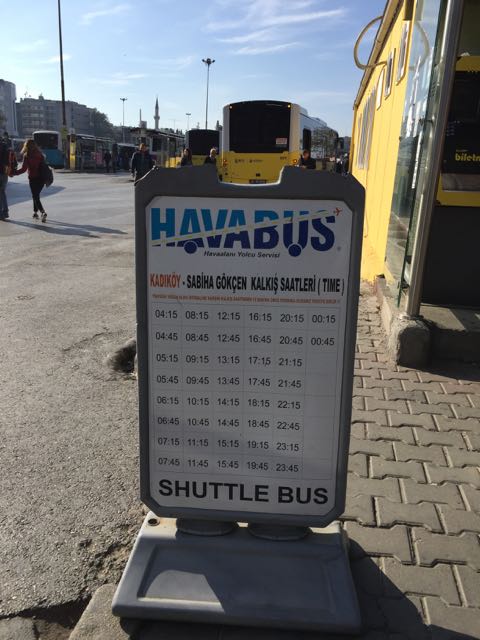 HAVABUS
Havaalanı Yolcu Servisi
KADIKÖY - SABİHA GÖKÇEN KALKIŞ SAATLERİ ( TIME )
04:15 08:15 12:15 16:15 20:15 00:15
04:45 08:45 12:45 16:45 20:45 00:45
05:15 09:15 13:15 17:15 21:15
05:45 09:45 13:45 17:45 21:45
06:15 10:15 14:15 18:15 22:15
06:45 10:45 14:45 18:45 22:45
07:15 11:15 15:15 19:15 23:15
07:45 11:45 15:45 19:45 23:45
SHUTTLE BUS